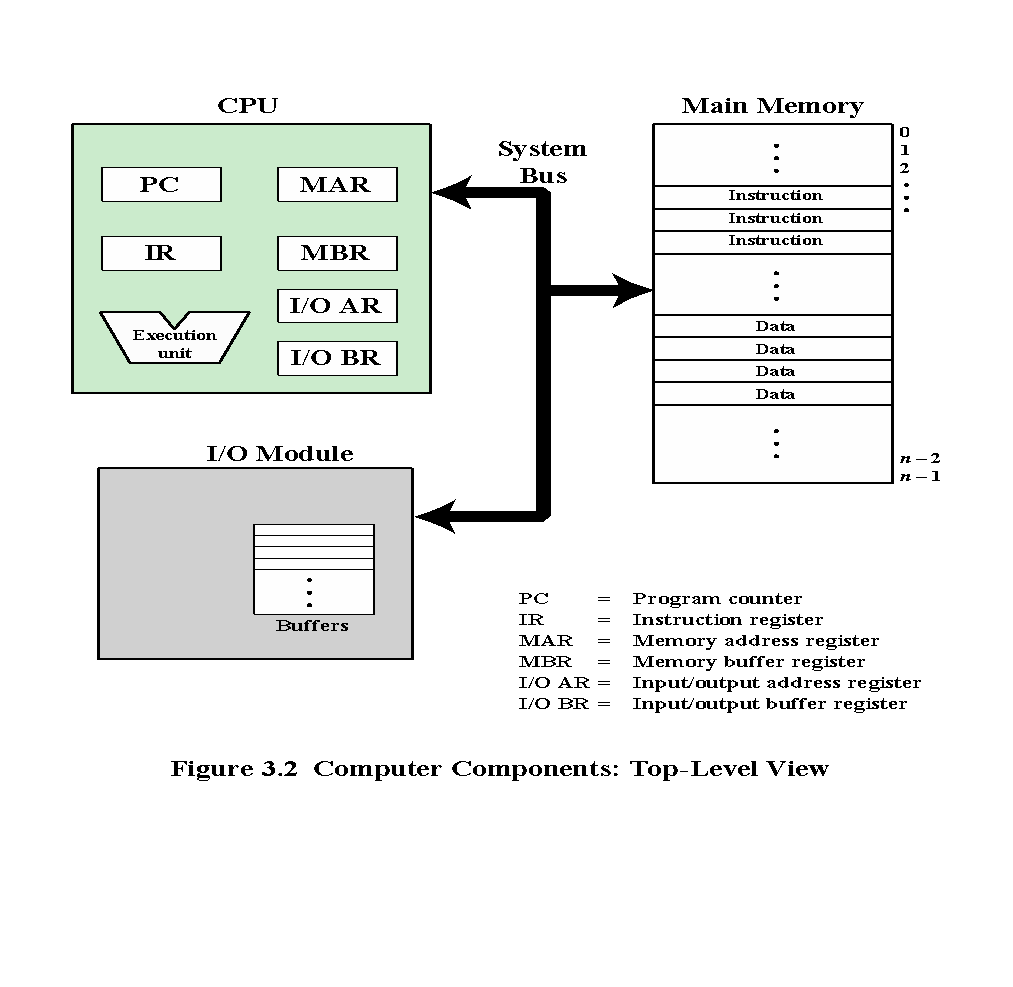 CPU
PC
MAR
IR
MBR
I/O AR
Execution
unit
I/O BR
System
Bus
Main Memory
0
1
2
Instruction
Instruction
Instruction
Data
Data
Data
Data
n – 2
n – 1
I/O Module
Buffers
PC = Program counter
IR = Instruction register
MAR = Memory address register
MBR = Memory buffer register
I/O AR = Input/output address register
I/O BR = Input/output buffer register
Figure 3.2 Computer Components: Top-Level View